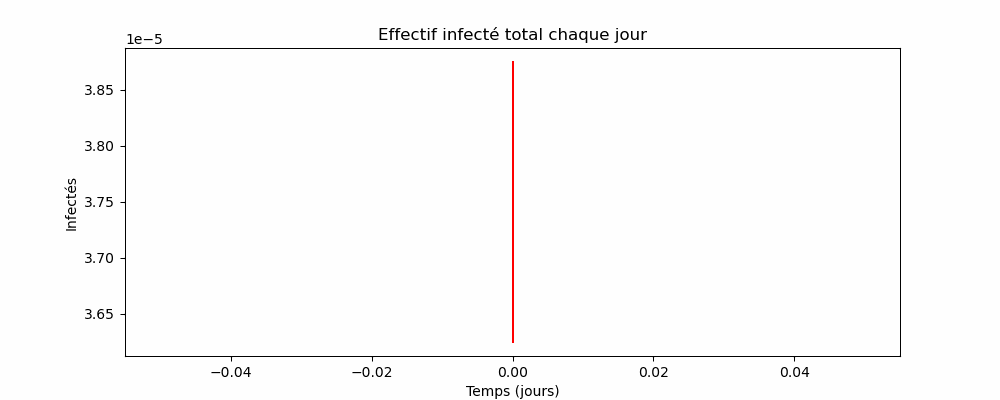 Effectif infecté total chaque jour
1e−5
3.85
3.80
3.75
3.70
3.65
Infectés
−0.04 −0.02 0.00 0.02 0.04
Temps (jours)